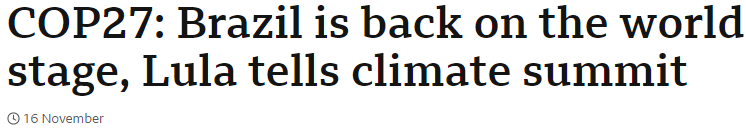 COP27: Brazil is back on the world
stage, Lula tells climate summit
16 November